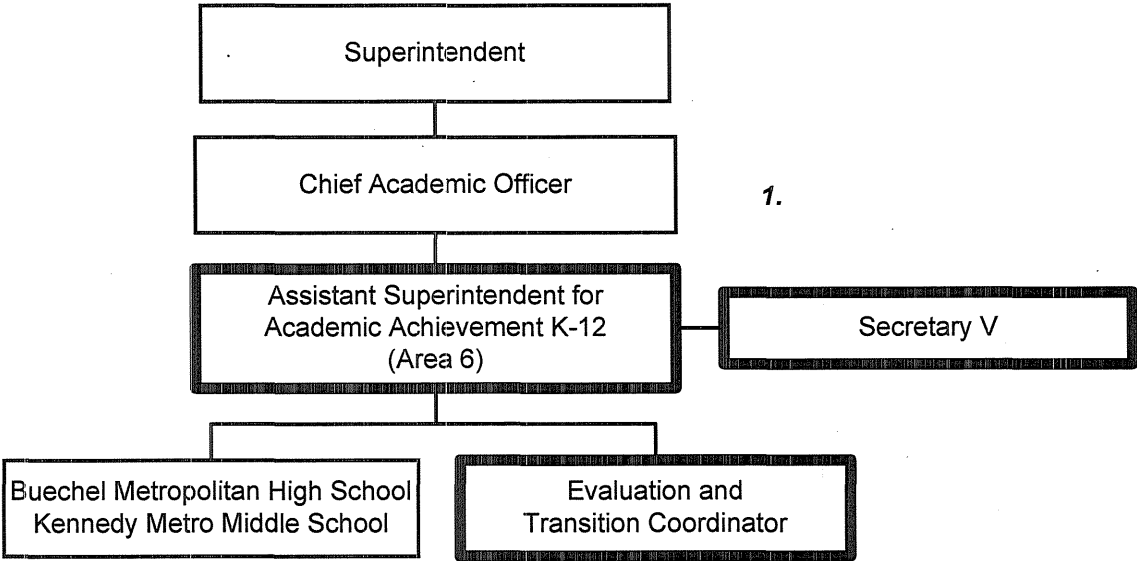 Superintendent
Chief Academic Officer
1.
Assistant Superintendent for
Academic Achievement K-12
(Area 6)
Secretary V
Buechel Metropolitan High School
Kennedy Metro Middle School
Evaluation and
Transition Coordinator